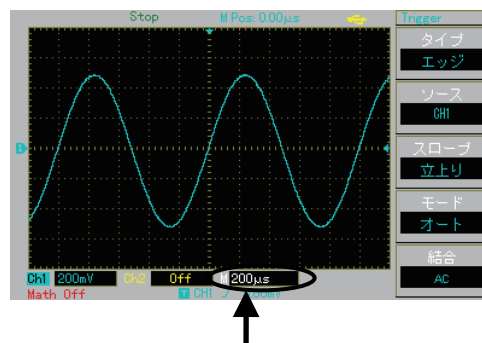 Stop M Pos: 0.00μs Trigger
タイプ
エッジ
ソース
CH1
スロープ
立上り
モード
オート
結合
AC
1
Ch1 200mV Ch2 Off M 200μs
Math Off T CH1